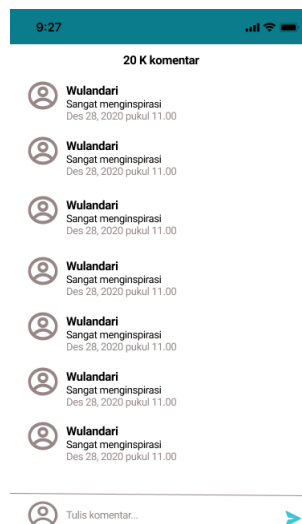 9:27
20 K komentar
Wulandari
Sangat menginspirasi
Des 28, 2020 pukul 11.00
Wulandari
Sangat menginspirasi
Des 28, 2020 pukul 11.00
Wulandari
Sangat menginspirasi
Des 28, 2020 pukul 11.00
Wulandari
Sangat menginspirasi
Des 28, 2020 pukul 11.00
Wulandari
Sangat menginspirasi
Des 28, 2020 pukul 11.00
Wulandari
Sangat menginspirasi
Des 28, 2020 pukul 11.00
Wulandari
Sangat menginspirasi
Des 28, 2020 pukul 11.00
Tulis komentar...